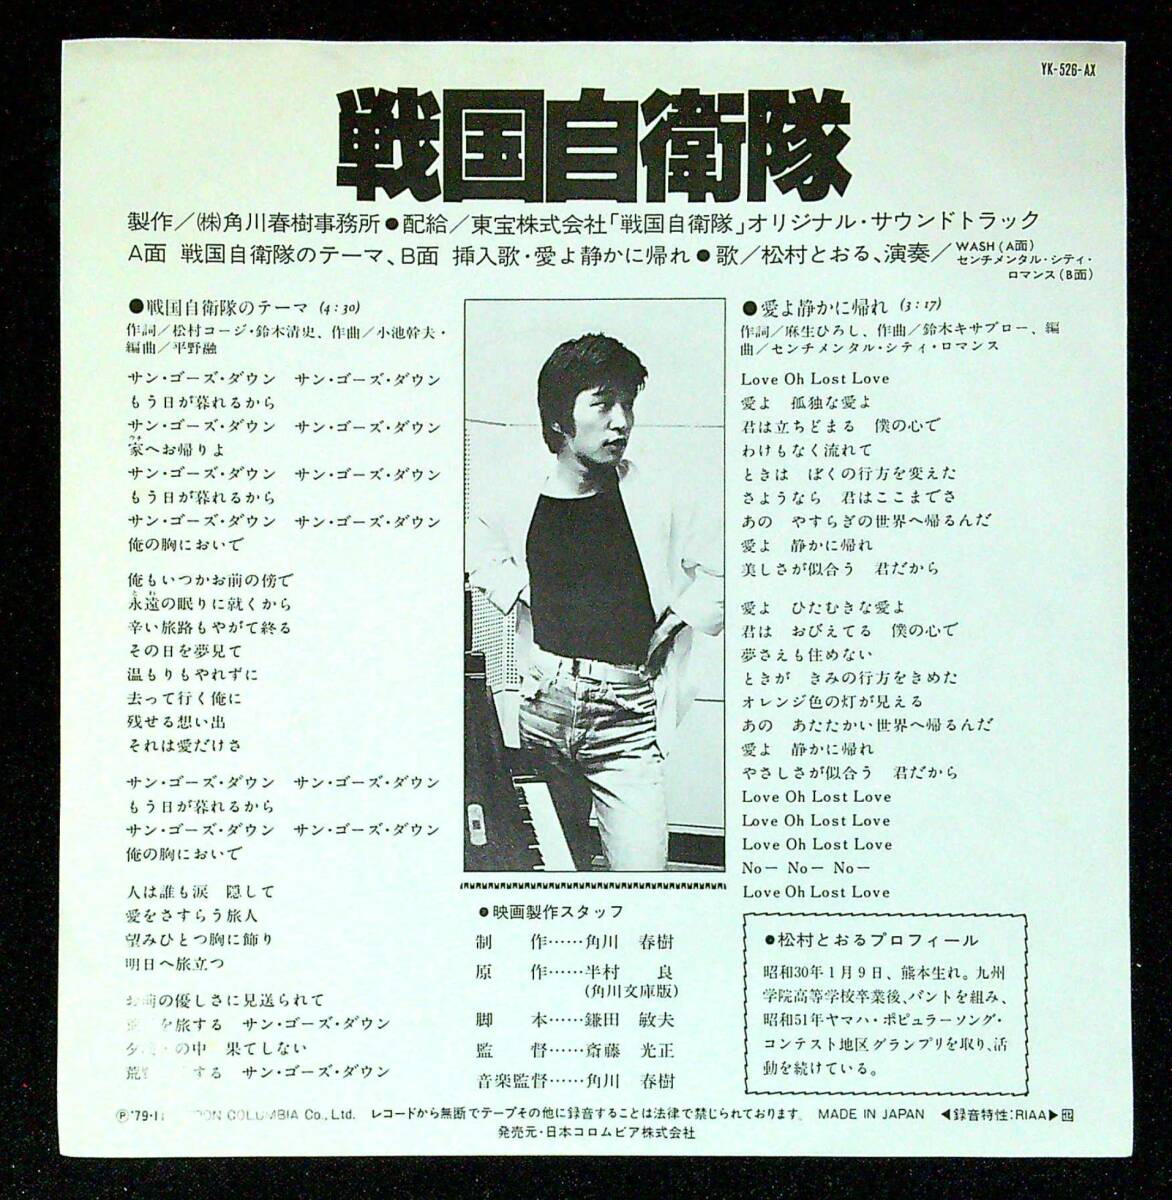 YK-526-AX
戦国自衛隊
製作/㈱角川春樹事務所●配給/東宝株式会社「戦国自衛隊」オリジナル・サウンドトラック
A面 戦国自衛隊のテーマ、B面 挿入歌・愛よ静かに帰れ●歌/松村とおる、演奏/WASH(A面)
センチメンタル・シティ・
ロマンス(B面)
●戦国自衛隊のテーマ (4:30)
作詞/松村コージ・鈴木清史、作曲/小池幹夫・
編曲/平野融
サン・ゴーズ・ダウン サン・ゴーズ・ダウン
もう日が暮れるから
サン・ゴーズ・ダウン サン・ゴーズ・ダウン
家へお帰りよ
サン・ゴーズ・ダウン サン・ゴーズ・ダウン
もう日が暮れるから
サン・ゴーズ・ダウン サン・ゴーズ・ダウン
俺の胸においで
俺もいつかお前の傍で
とわ
永遠の眠りに就くから
辛い旅路もやがて終る
その日を夢見て
温もりもやれずに
去って行く俺に
残せる想い出
それは愛だけさ
サン・ゴーズ・ダウン サン・ゴーズ・ダウン
もう日が暮れるから
サン・ゴーズ・ダウン サン・ゴーズ・ダウン
俺の胸においで
人は誰も涙 隠して
愛をさすらう旅人
望みひとつ胸に飾り
明日へ旅立つ
お前の優しさに見送られて
を旅する サン・ゴーズ・ダウン
の中 果てしない
する サン・ゴーズ・ダウン
●愛よ静かに帰れ (3:17)
作詞/麻生ひろし、作曲/鈴木キサブロー、編
曲/センチメンタル・シティ・ロマンス
Love Oh Lost Love
愛よ 孤独な愛よ
君は立ちどまる 僕の心で
わけもなく流れて
ときは ぼくの行方を変えた
さようなら 君はここまでさ
あの やすらぎの世界へ帰るんだ
愛よ 静かに帰れ
美しさが似合う 君だから
愛よ ひたむきな愛よ
君は おびえてる 僕の心で
夢さえも住めない
ときが きみの行方をきめた
オレンジ色の灯が見える
あの あたたかい世界へ帰るんだ
愛よ 静かに帰れ
やさしさが似合う 君だから
Love Oh Lost Love
Love Oh Lost Love
Love Oh Lost Love
No— No— No—
Love Oh Lost Love
●映画製作スタッフ
制 作……角川 春樹
原 作……半村 良
(角川文庫版)
脚 本……鎌田 敏夫
監 督……斎藤 光正
音楽監督……角川 春樹
●松村とおるプロフィール
昭和30年1月9日、熊本生れ。九州
学院高等学校卒業後、バンドを組み、
昭和51年ヤマハ・ポピュラーソング・
コンテスト地区グランプリを取り、活
動を続けている。
Ⓟ'79・11 COLUMBIA Co., Ltd. レコードから無断でテープその他に録音することは法律で禁じられております。 MADE IN JAPAN ◀録音特性:RIAA▶
発売元・日本コロムビア株式会社